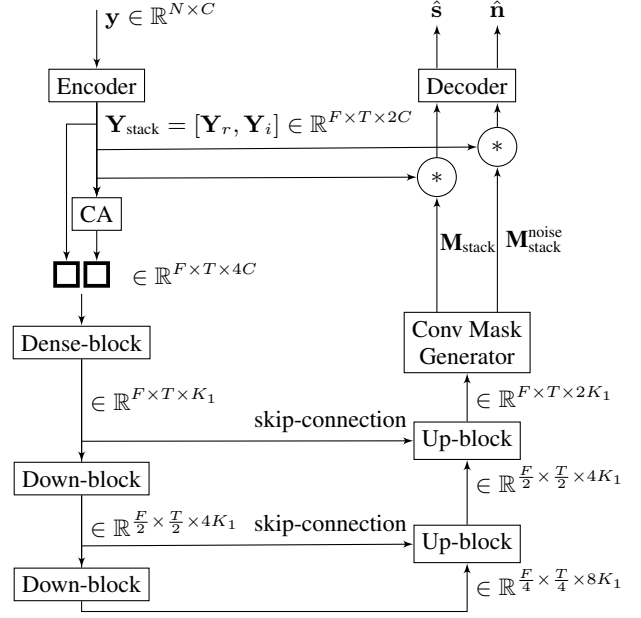 𝐲 ∈ ℝ^{N×C}
ŝ n̂
Encoder
Decoder
𝐘_stack = [𝐘_r, 𝐘_i] ∈ ℝ^{F×T×2C}
*
*
CA
𝐌_stack
𝐌_stack^noise
∈ ℝ^{F×T×4C}
Dense-block
Conv Mask
Generator
∈ ℝ^{F×T×K_1}
∈ ℝ^{F×T×2K_1}
skip-connection
Up-block
Down-block
∈ ℝ^{F/2×T/2×4K_1}
∈ ℝ^{F/2×T/2×4K_1}
skip-connection
Up-block
Down-block
∈ ℝ^{F/4×T/4×8K_1}